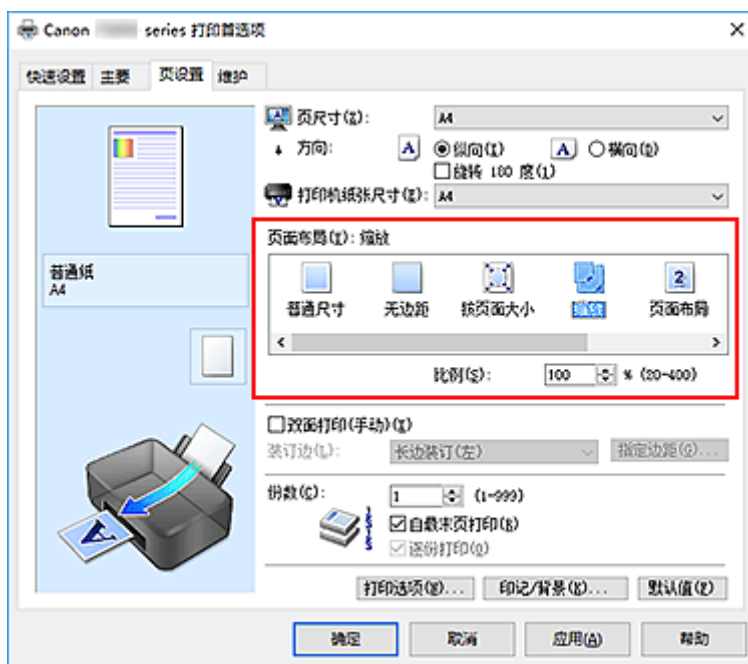 Canon series 打印首选项
快速设置 主要 页设置 维护
页尺寸(Z): A4
方向: A 纵向(I) A 横向(D)
旋转 180 度(1)
打印机纸张尺寸(E): A4
页面布局(I): 缩放
普通尺寸 无边距 按页面大小 缩放 页面布局
普通纸
A4
比例(S): 100 % (20-400)
双面打印(手动)(X)
装订边(L): 长边装订(左) 指定边距(G)...
份数(C): 1 (1-999)
自最末页打印(R)
逐份打印(O)
打印选项(N)... 印记/背景(K)... 默认值(F)
确定 取消 应用(A) 帮助